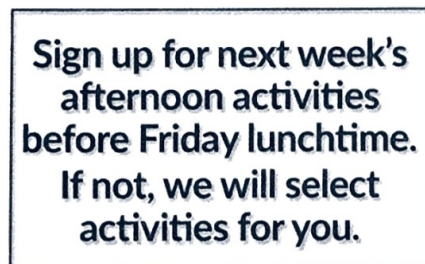 Sign up for next week's
afternoon activities
before Friday lunchtime.
If not, we will select
activities for you.